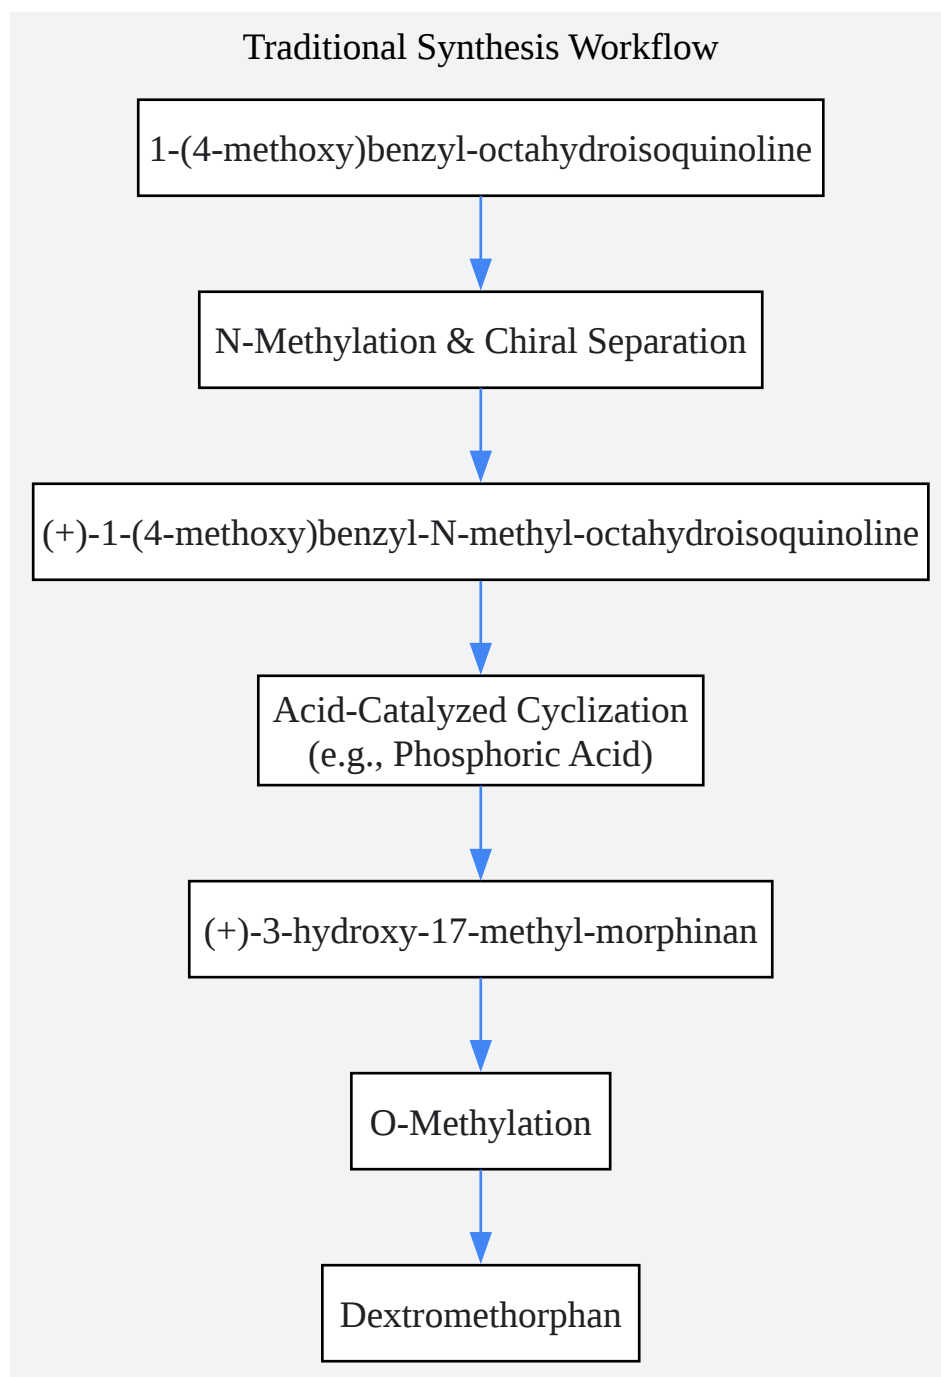 Traditional Synthesis Workflow
1-(4-methoxy)benzyl-octahydroisoquinoline
N-Methylation & Chiral Separation
(+)-1-(4-methoxy)benzyl-N-methyl-octahydroisoquinoline
Acid-Catalyzed Cyclization
(e.g., Phosphoric Acid)
(+)-3-hydroxy-17-methyl-morphinan
O-Methylation
Dextromethorphan